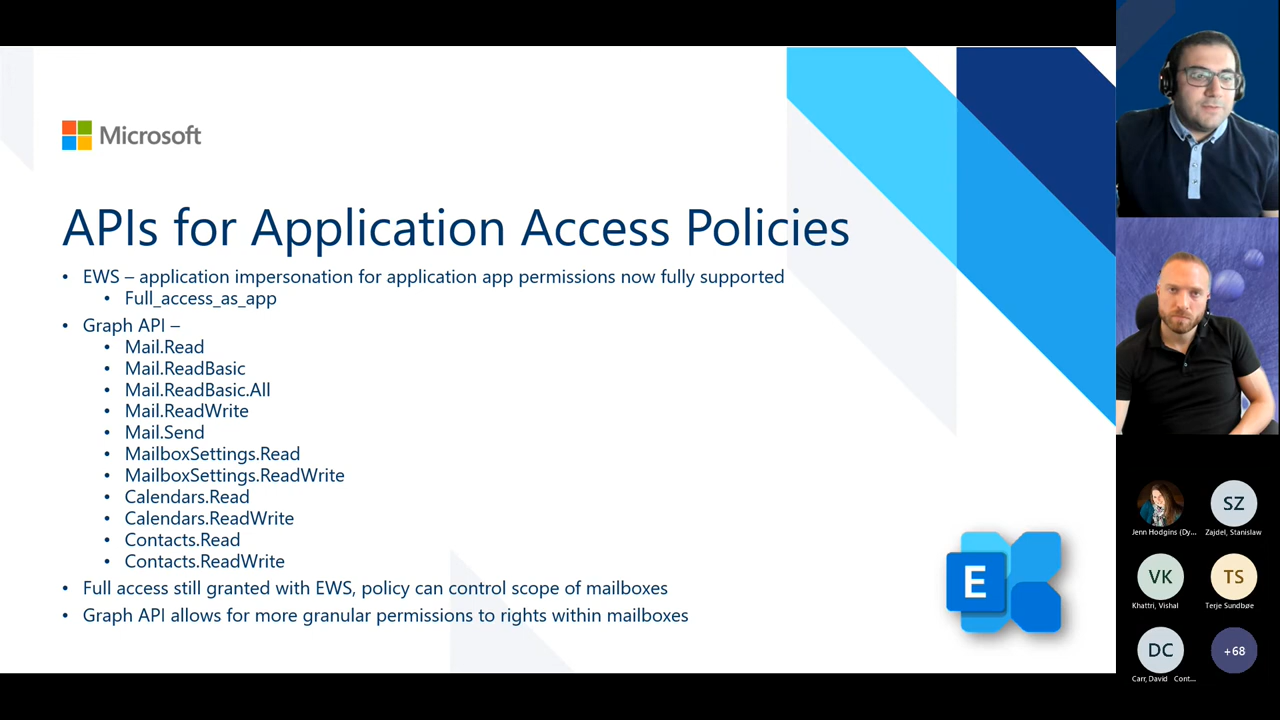 Microsoft
APIs for Application Access Policies
• EWS – application impersonation for application app permissions now fully supported
• Full_access_as_app
• Graph API –
• Mail.Read
• Mail.ReadBasic
• Mail.ReadBasic.All
• Mail.ReadWrite
• Mail.Send
• MailboxSettings.Read
• MailboxSettings.ReadWrite
• Calendars.Read
• Calendars.ReadWrite
• Contacts.Read
• Contacts.ReadWrite
• Full access still granted with EWS, policy can control scope of mailboxes
• Graph API allows for more granular permissions to rights within mailboxes
E
SZ
Jenn Hodgins (Dy...
Zajdel, Stanislaw
VK
TS
Khattri, Vishal
Terje Sundbøe
DC
+68
Carr, David Cont...